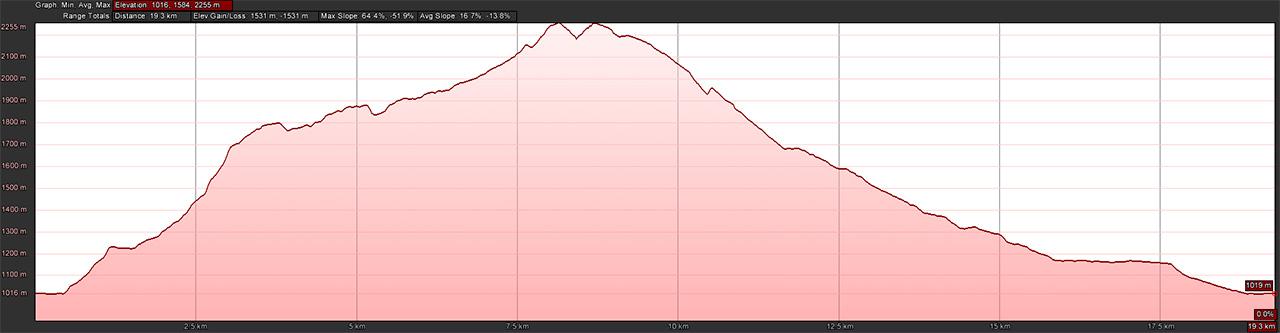 Graph: Min, Avg, Max Elevation 1016, 1584, 2255 m
Range Totals: Distance: 19.3 km Elev Gain/Loss: 1531 m, -1531 m Max Slope: 64.4%, -51.9% Avg Slope: 16.7%, -13.8%
2255 m
2100 m
2000 m
1900 m
1800 m
1700 m
1600 m
1500 m
1400 m
1300 m
1200 m
1100 m
1016 m
1019 m
0.0%
2.5 km 5 km 7.5 km 10 km 12.5 km 15 km 17.5 km 19.3 km